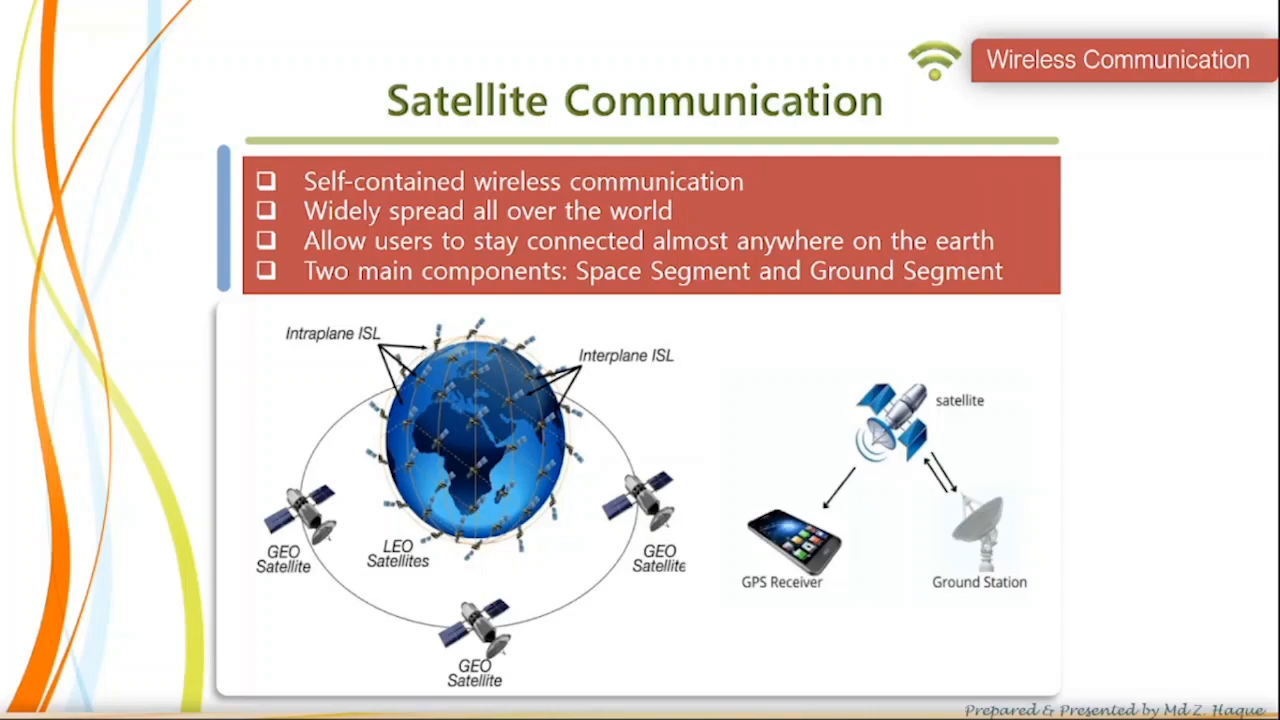 Wireless Communication
Satellite Communication
❑ Self-contained wireless communication
❑ Widely spread all over the world
❑ Allow users to stay connected almost anywhere on the earth
❑ Two main components: Space Segment and Ground Segment
Intraplane ISL
Interplane ISL
GEO
Satellite
LEO
Satellites
GEO
Satellite
GEO
Satellite
satellite
GPS Receiver
Ground Station
Prepared & Presented by Md Z. Haque